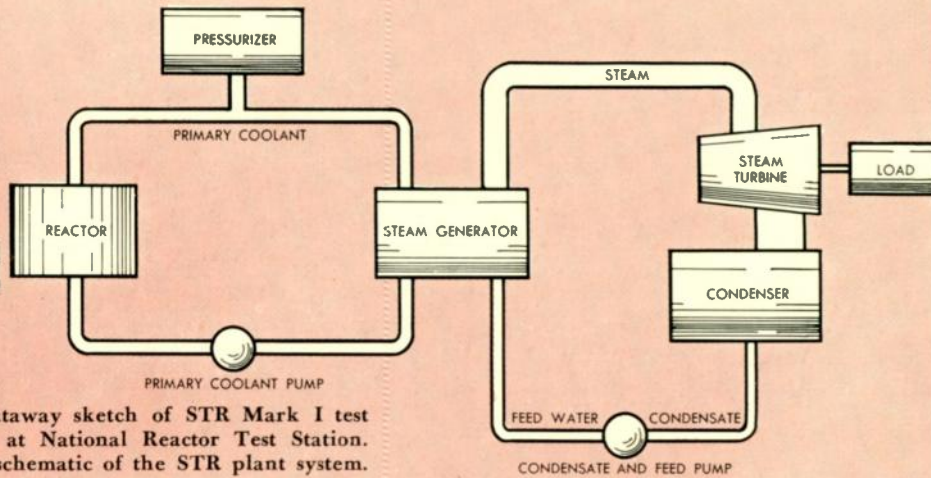 PRESSURIZER
PRIMARY COOLANT
REACTOR
STEAM GENERATOR
PRIMARY COOLANT PUMP
STEAM
STEAM
TURBINE
LOAD
CONDENSER
FEED WATER
CONDENSATE
CONDENSATE AND FEED PUMP
sketch of STR Mark I test
at National Reactor Test Station.
schematic of the STR plant system.